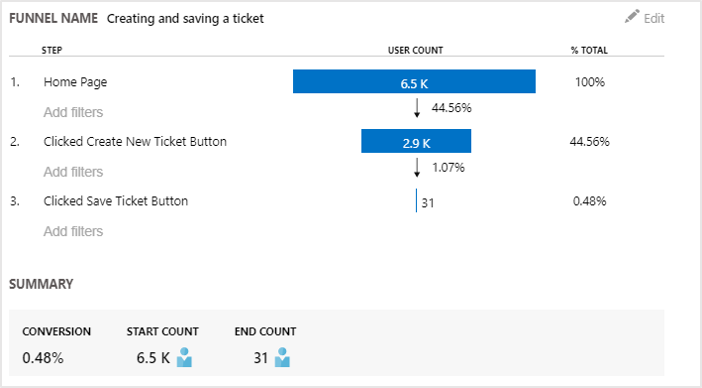 FUNNEL NAME Creating and saving a ticket Edit
STEP USER COUNT % TOTAL
1. Home Page 6.5 K 100%
Add filters 44.56%
2. Clicked Create New Ticket Button 2.9 K 44.56%
Add filters 1.07%
3. Clicked Save Ticket Button 31 0.48%
Add filters
SUMMARY
CONVERSION START COUNT END COUNT
0.48% 6.5 K 31